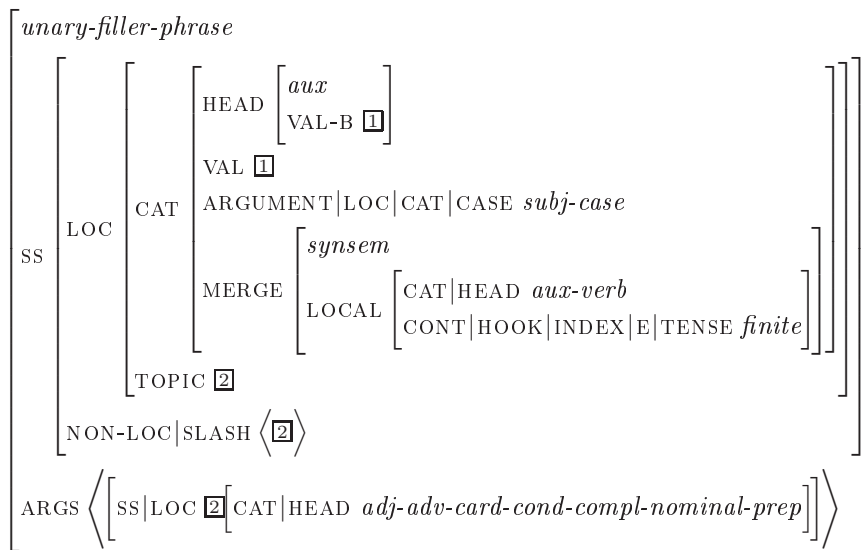 unary-filler-phrase
HEAD
aux
VAL-B 1
VAL 1
CAT
ARGUMENT|LOC|CAT|CASE subj-case
LOC
synsem
SS
MERGE
CAT|HEAD aux-verb
LOCAL
CONT|HOOK|INDEX|E|TENSE finite
TOPIC 2
NON-LOC|SLASH ⟨2⟩
ARGS ⟨[SS|LOC 2[CAT|HEAD adj-adv-card-cond-compl-nominal-prep]]⟩